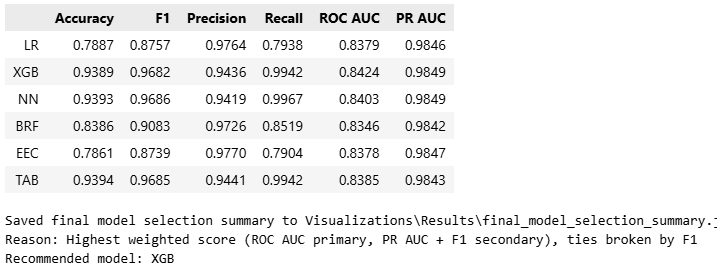 Accuracy F1 Precision Recall ROC AUC PR AUC
LR 0.7887 0.8757 0.9764 0.7938 0.8379 0.9846
XGB 0.9389 0.9682 0.9436 0.9942 0.8424 0.9849
NN 0.9393 0.9686 0.9419 0.9967 0.8403 0.9849
BRF 0.8386 0.9083 0.9726 0.8519 0.8346 0.9842
EEC 0.7861 0.8739 0.9770 0.7904 0.8378 0.9847
TAB 0.9394 0.9685 0.9441 0.9942 0.8385 0.9843
Saved final model selection summary to Visualizations\Results\final_model_selection_summary.j
Reason: Highest weighted score (ROC AUC primary, PR AUC + F1 secondary), ties broken by F1
Recommended model: XGB